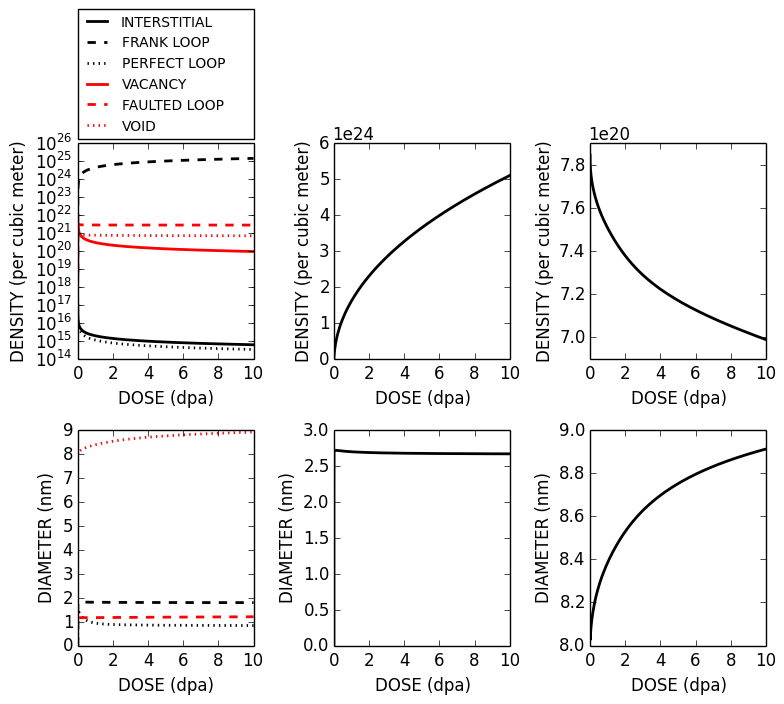 INTERSTITIAL
FRANK LOOP
PERFECT LOOP
VACANCY
FAULTED LOOP
VOID
DENSITY (per cubic meter)
10^26
10^25
10^24
10^23
10^22
10^21
10^20
10^19
10^18
10^17
10^16
10^15
10^14
0 2 4 6 8 10
DOSE (dpa)
1e24
DENSITY (per cubic meter)
6
5
4
3
2
1
0
0 2 4 6 8 10
DOSE (dpa)
1e20
DENSITY (per cubic meter)
7.8
7.6
7.4
7.2
7.0
0 2 4 6 8 10
DOSE (dpa)
DIAMETER (nm)
9
8
7
6
5
4
3
2
1
0
0 2 4 6 8 10
DOSE (dpa)
DIAMETER (nm)
3.0
2.5
2.0
1.5
1.0
0.5
0.0
0 2 4 6 8 10
DOSE (dpa)
DIAMETER (nm)
9.0
8.8
8.6
8.4
8.2
8.0
0 2 4 6 8 10
DOSE (dpa)